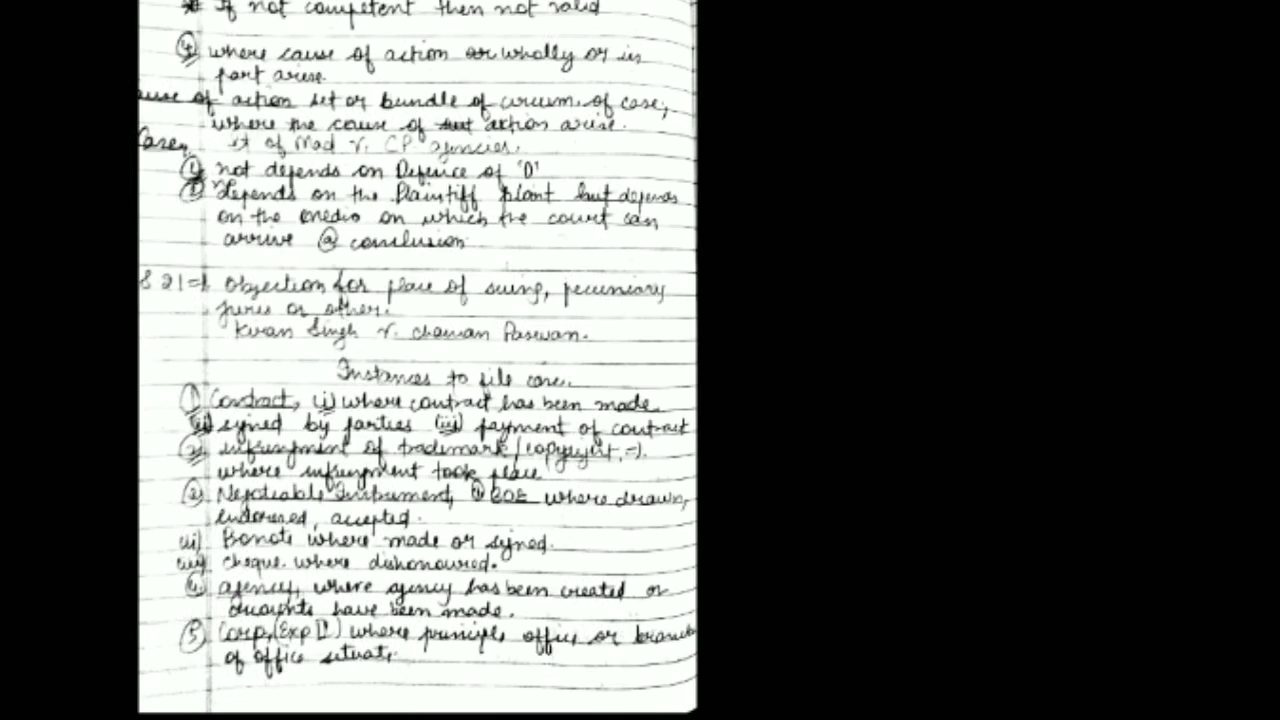 If not competent then not valid
④ where cause of action or wholly or in
part arise.
cause of action set or bundle of circum. of case,
where the cause of action arise.
Case, st of Mad v. CP agencies.
① not depends on Defence of 'D'
② Depends on the Plaintiff plant but depends
on the media on which the court can
arrive @ conclusion
S 21 = Objection for place of suing, pecuniary
juris or other.
Kiran Singh v. chaman Paswan.
Instances to file case.
① Contract, (i) where contract has been made
(ii) signed by parties (iii) payment of contract
② infringment of trademark/copyright, =).
where infringment took place
③ Negotiable Instrument, ① BOE where drawn,
endorsed, accepted.
iii) Bonote where made or signed.
cheque where dishonoured.
④ agency, where agency has been created or
have been made.
⑤ Corp, (Exp I) where principle office or branch
of office situate.